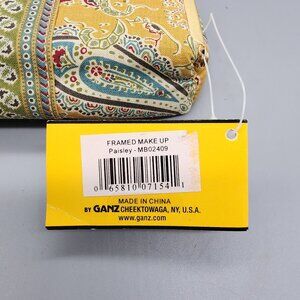 FRAMED MAKE UP
Paisley - MB02409
0 65810 07154 1
MADE IN CHINA
BY GANZ CHEEKTOWAGA, NY, U.S.A.
www.ganz.com